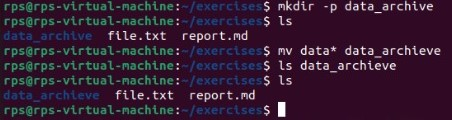 rps@rps-virtual-machine:~/exercises$ mkdir -p data_archive
rps@rps-virtual-machine:~/exercises$ ls
data_archive  file.txt  report.md
rps@rps-virtual-machine:~/exercises$ mv data* data_archieve
rps@rps-virtual-machine:~/exercises$ ls data_archieve
rps@rps-virtual-machine:~/exercises$ ls
data_archieve  file.txt  report.md
rps@rps-virtual-machine:~/exercises$